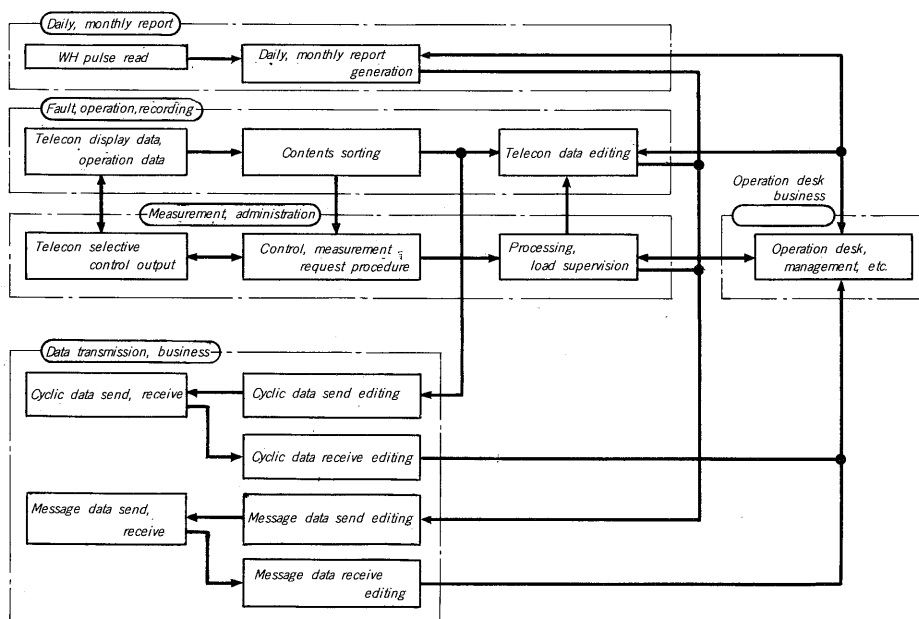 Daily, monthly report
WH pulse read
Daily, monthly report
generation
Fault, operation, recording
Telecon display data,
operation data
Contents sorting
Telecon data editing
Operation desk
business
Measurement, administration
Telecon selective
control output
Control, measurement
request procedure
Processing,
load supervision
Operation desk,
management, etc.
Data transmission, business
Cyclic data send, receive
Cyclic data send editing
Cyclic data receive editing
Message data send,
receive
Message data send editing
Message data receive
editing